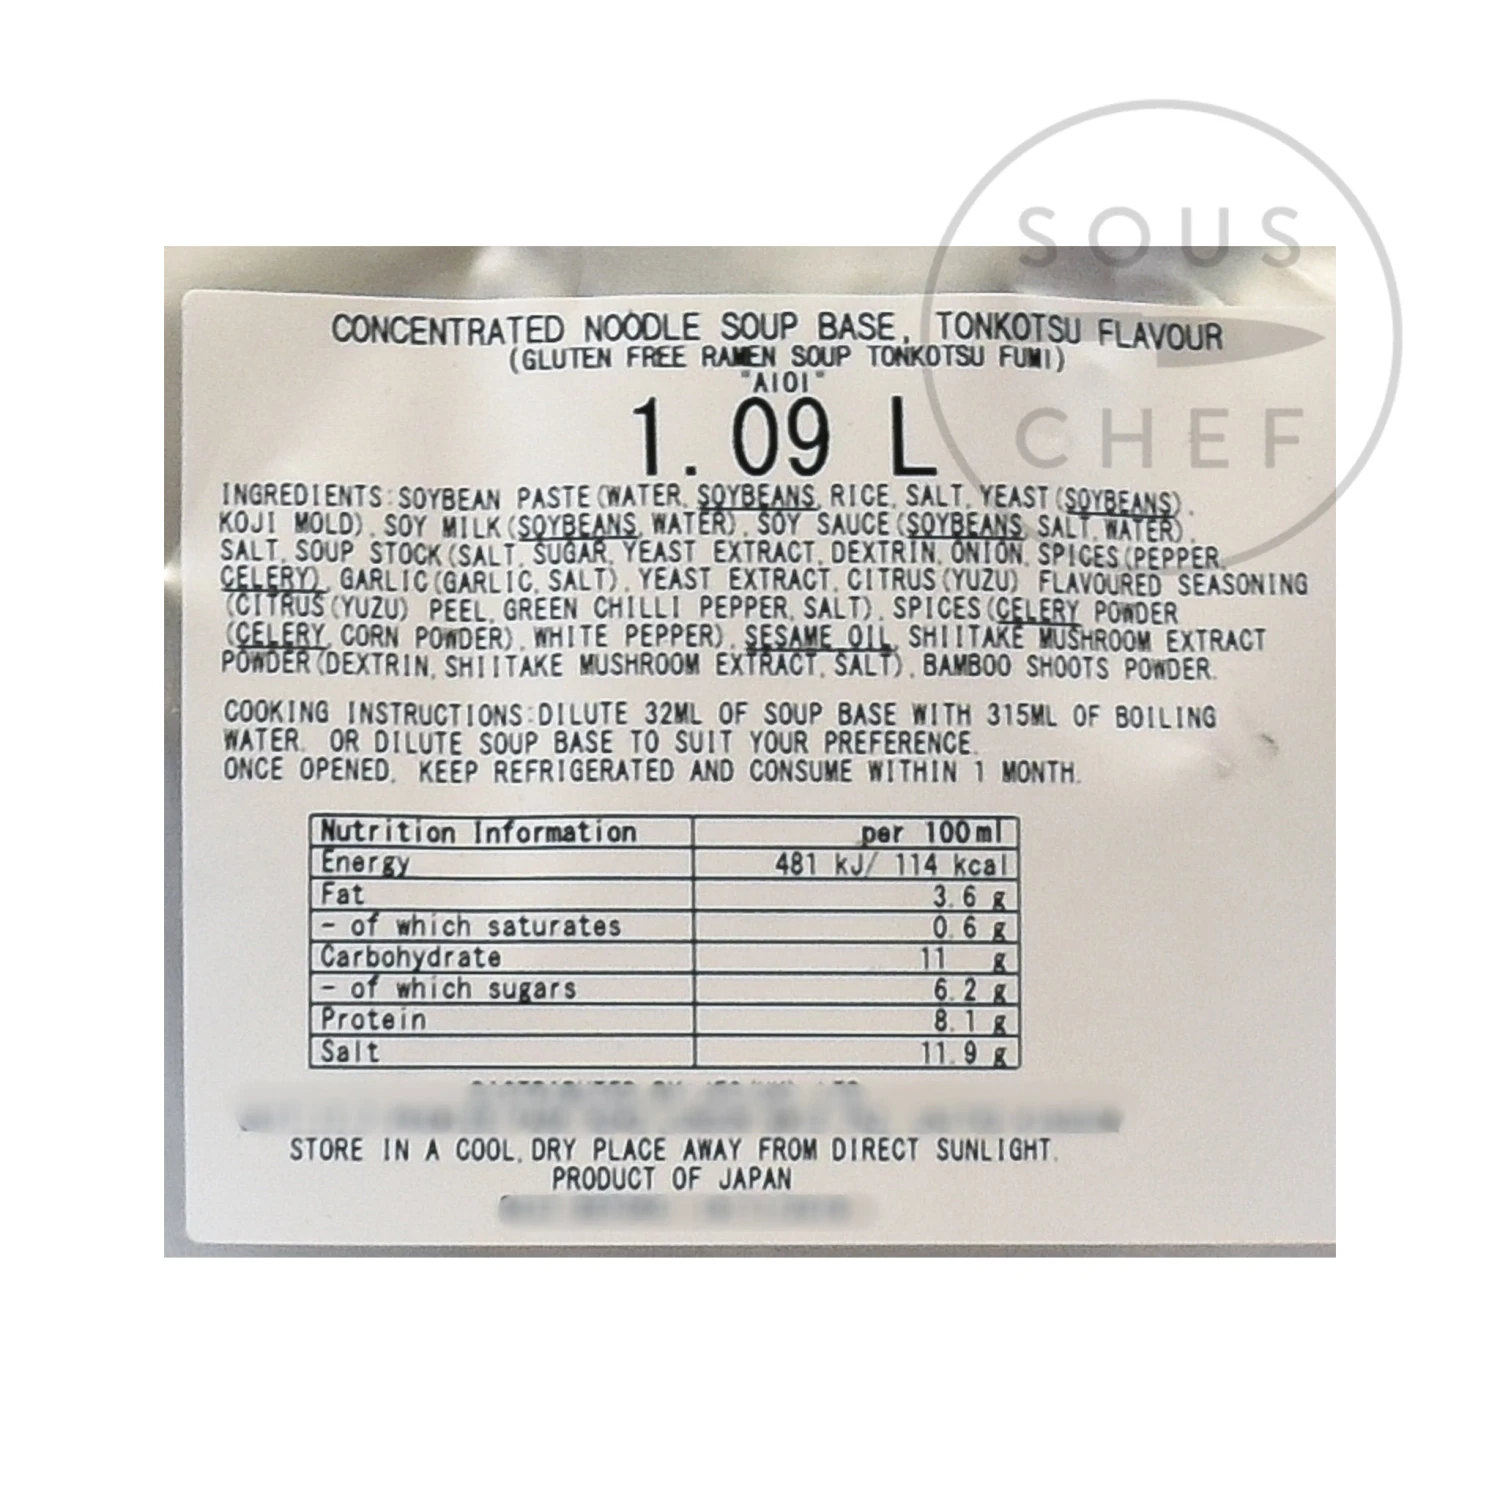 SOUS
CHEF
CONCENTRATED NOODLE SOUP BASE, TONKOTSU FLAVOUR
(GLUTEN FREE RAMEN SOUP TONKOTSU FUMI)
"AIOI"
1.09 L
INGREDIENTS:SOYBEAN PASTE(WATER, SOYBEANS, RICE, SALT, YEAST(SOYBEANS),
KOJI MOLD), SOY MILK(SOYBEANS, WATER), SOY SAUCE(SOYBEANS, SALT, WATER),
SALT, SOUP STOCK(SALT, SUGAR, YEAST EXTRACT, DEXTRIN, ONION, SPICES(PEPPER,
CELERY), GARLIC(GARLIC, SALT), YEAST EXTRACT, CITRUS(YUZU) FLAVOURED SEASONING
(CITRUS(YUZU) PEEL, GREEN CHILLI PEPPER, SALT), SPICES(CELERY POWDER
(CELERY, CORN POWDER), WHITE PEPPER), SESAME OIL, SHIITAKE MUSHROOM EXTRACT
POWDER(DEXTRIN, SHIITAKE MUSHROOM EXTRACT, SALT), BAMBOO SHOOTS POWDER.
COOKING INSTRUCTIONS:DILUTE 32ML OF SOUP BASE WITH 315ML OF BOILING
WATER. OR DILUTE SOUP BASE TO SUIT YOUR PREFERENCE.
ONCE OPENED, KEEP REFRIGERATED AND CONSUME WITHIN 1 MONTH.
Nutrition Information per 100ml
Energy 481 kJ/ 114 kcal
Fat 3.6 g
- of which saturates 0.6 g
Carbohydrate 11 g
- of which sugars 6.2 g
Protein 8.1 g
Salt 11.9 g
STORE IN A COOL, DRY PLACE AWAY FROM DIRECT SUNLIGHT.
PRODUCT OF JAPAN